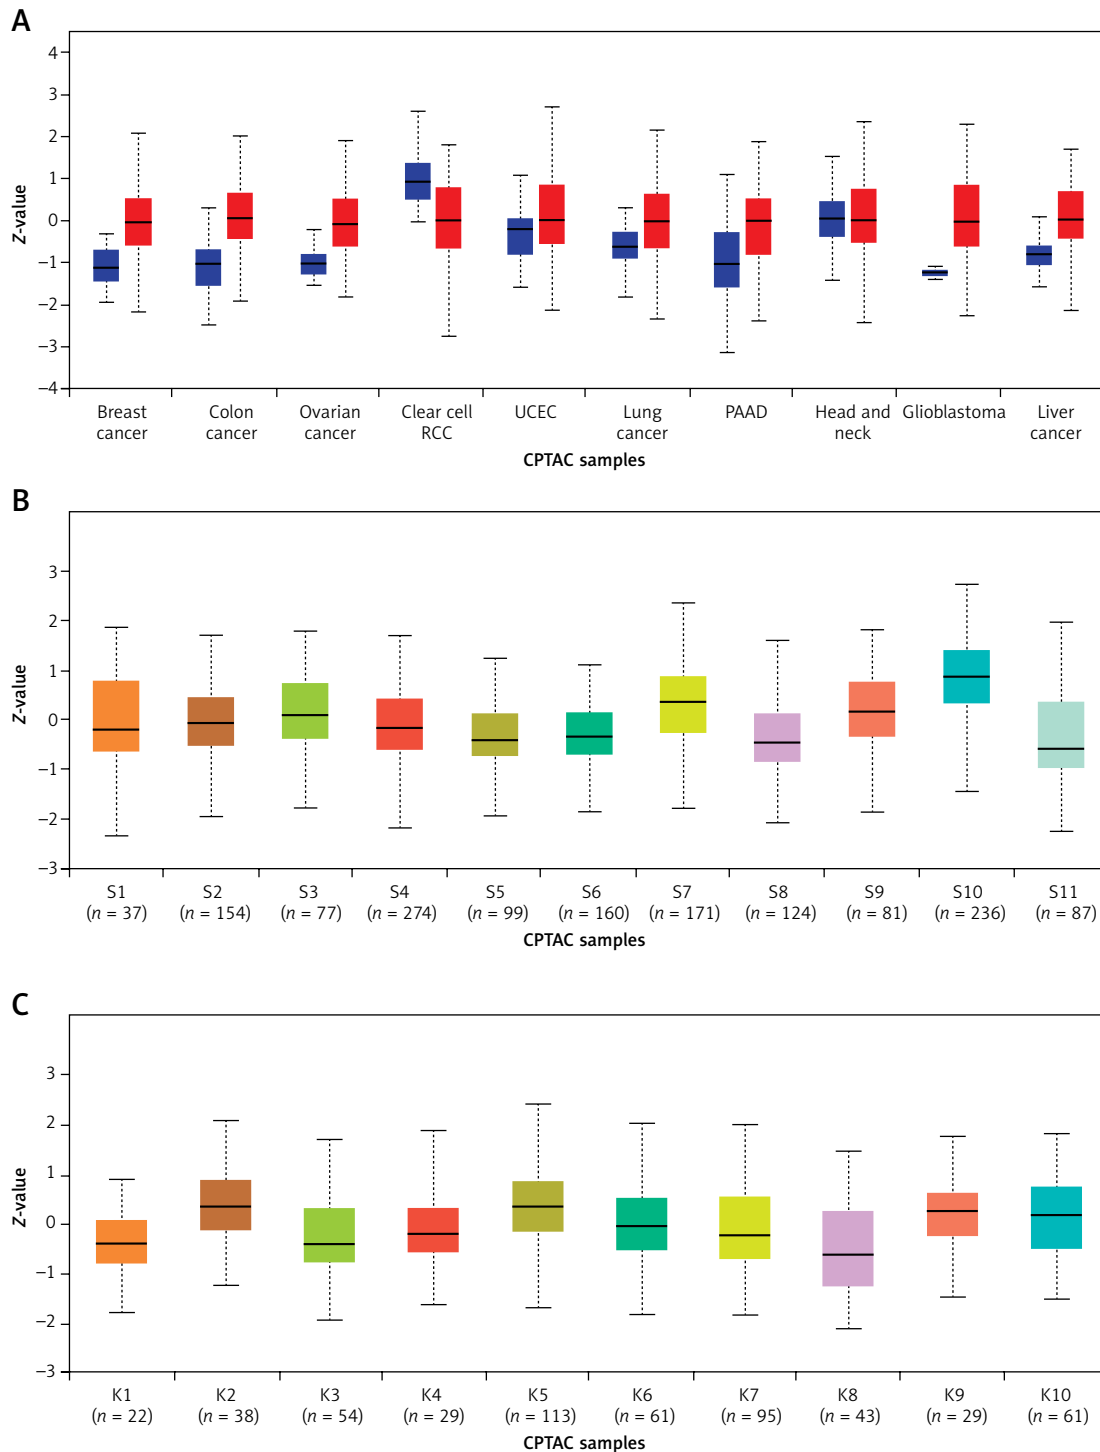 A
4
3
2
1
0
−1
−2
−3
−4
Z-value
Breast cancer
Colon cancer
Ovarian cancer
Clear cell RCC
UCEC
Lung cancer
PAAD
Head and neck
Glioblastoma
Liver cancer
CPTAC samples
B
3
2
1
0
−1
−2
−3
Z-value
S1 S2 S3 S4 S5 S6 S7 S8 S9 S10 S11
(n = 37) (n = 154) (n = 77) (n = 274) (n = 99) (n = 160) (n = 171) (n = 124) (n = 81) (n = 236) (n = 87)
CPTAC samples
C
3
2
1
0
−1
−2
−3
Z-value
K1 K2 K3 K4 K5 K6 K7 K8 K9 K10
(n = 22) (n = 38) (n = 54) (n = 29) (n = 113) (n = 61) (n = 95) (n = 43) (n = 29) (n = 61)
CPTAC samples